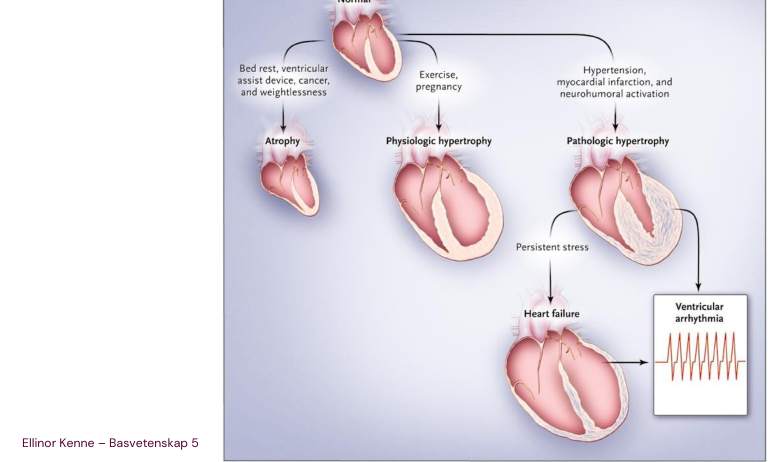 Normal
Bed rest, ventricular
assist device, cancer,
and weightlessness
Exercise,
pregnancy
Hypertension,
myocardial infarction, and
neurohumoral activation
Atrophy
Physiologic hypertrophy
Pathologic hypertrophy
Persistent stress
Heart failure
Ventricular
arrhythmia
Ellinor Kenne – Basvetenskap 5